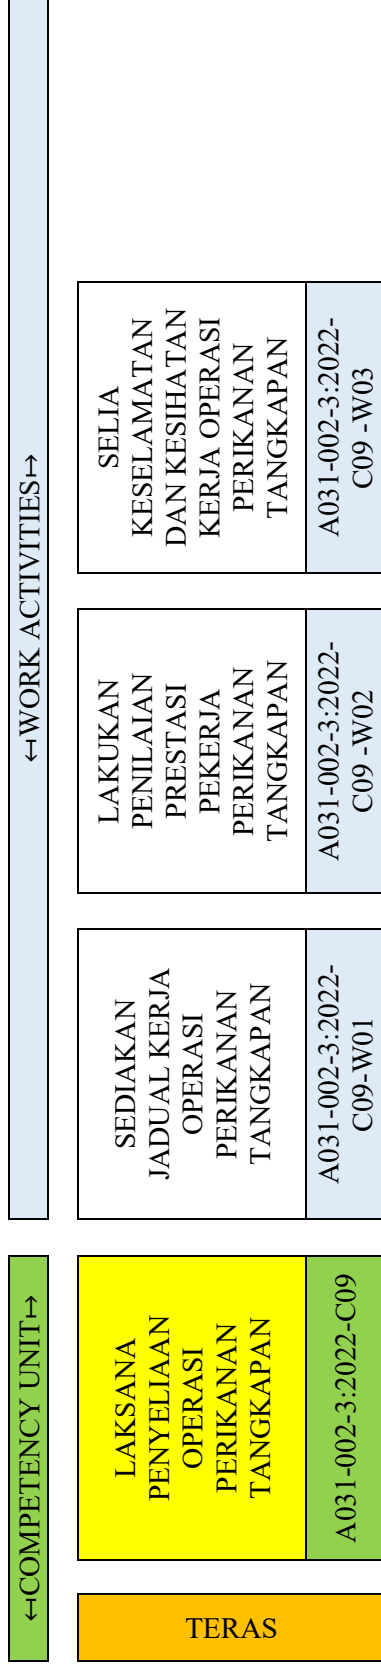 ←COMPETENCY UNIT→
←WORK ACTIVITIES→
TERAS
LAKSANA
PENYELIAAN
OPERASI
PERIKANAN
TANGKAPAN
A031-002-3:2022-C09
SEDIAKAN
JADUAL KERJA
OPERASI
PERIKANAN
TANGKAPAN
A031-002-3:2022-
C09-W01
LAKUKAN
PENILAIAN
PRESTASI
PEKERJA
PERIKANAN
TANGKAPAN
A031-002-3:2022-
C09 -W02
SELIA
KESELAMATAN
DAN KESIHATAN
KERJA OPERASI
PERIKANAN
TANGKAPAN
A031-002-3:2022-
C09 -W03